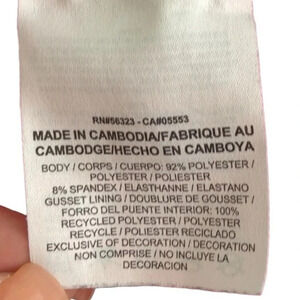 RN#56323 - CA#05553
MADE IN CAMBODIA/FABRIQUE AU
CAMBODGE/HECHO EN CAMBOYA
BODY / CORPS / CUERPO: 92% POLYESTER /
POLYESTER / POLIESTER
8% SPANDEX / ELASTHANNE / ELASTANO
GUSSET LINING / DOUBLURE DE GOUSSET /
FORRO DEL PUENTE INTERIOR: 100%
RECYCLED POLYESTER / POLYESTER
RECYCLE / POLIESTER RECICLADO
EXCLUSIVE OF DECORATION / DECORATION
NON COMPRISE / NO INCLUYE LA
DECORACION